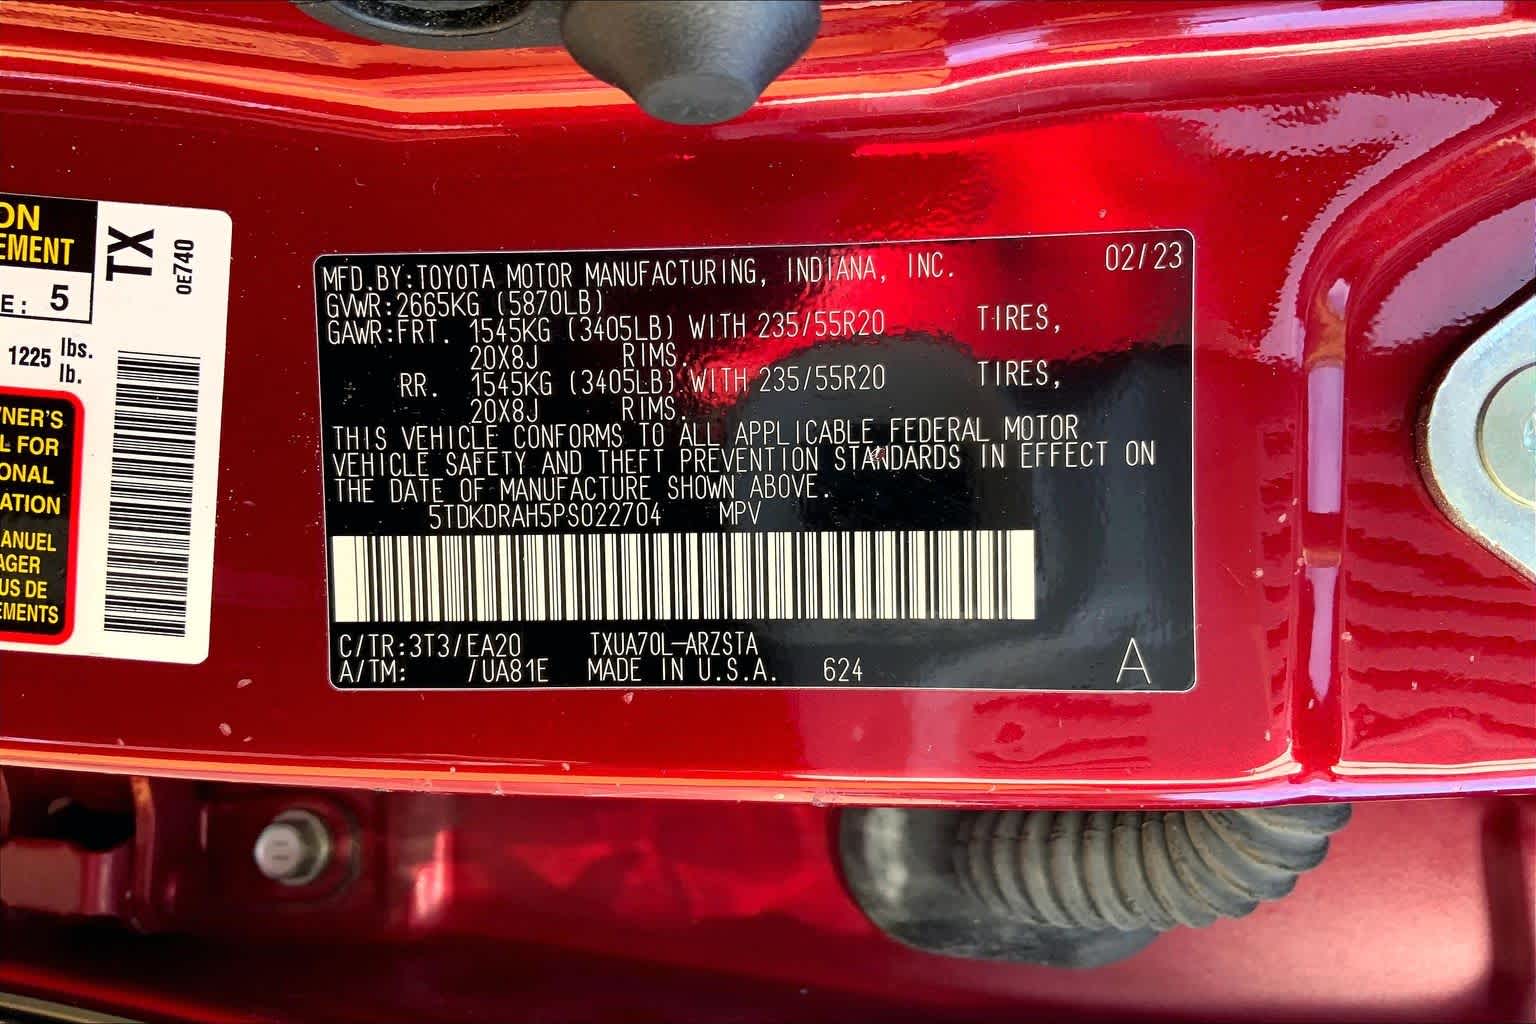 ON
EMENT
TX
0E740
E: 5
1225 lbs.
lb.
WNER'S
L FOR
ONAL
ATION
ANUEL
AGER
US DE
EMENTS
MFD.BY:TOYOTA MOTOR MANUFACTURING, INDIANA, INC. 02/23
GVWR:2665KG (5870LB)
GAWR:FRT. 1545KG (3405LB) WITH 235/55R20 TIRES,
20X8J RIMS.
RR. 1545KG (3405LB) WITH 235/55R20 TIRES,
20X8J RIMS.
THIS VEHICLE CONFORMS TO ALL APPLICABLE FEDERAL MOTOR
VEHICLE SAFETY AND THEFT PREVENTION STANDARDS IN EFFECT ON
THE DATE OF MANUFACTURE SHOWN ABOVE.
5TDKDRAH5PS022704 MPV
C/TR:3T3/EA20 TXUA70L-ARZSTA
A/TM: /UA81E MADE IN U.S.A. 624 A